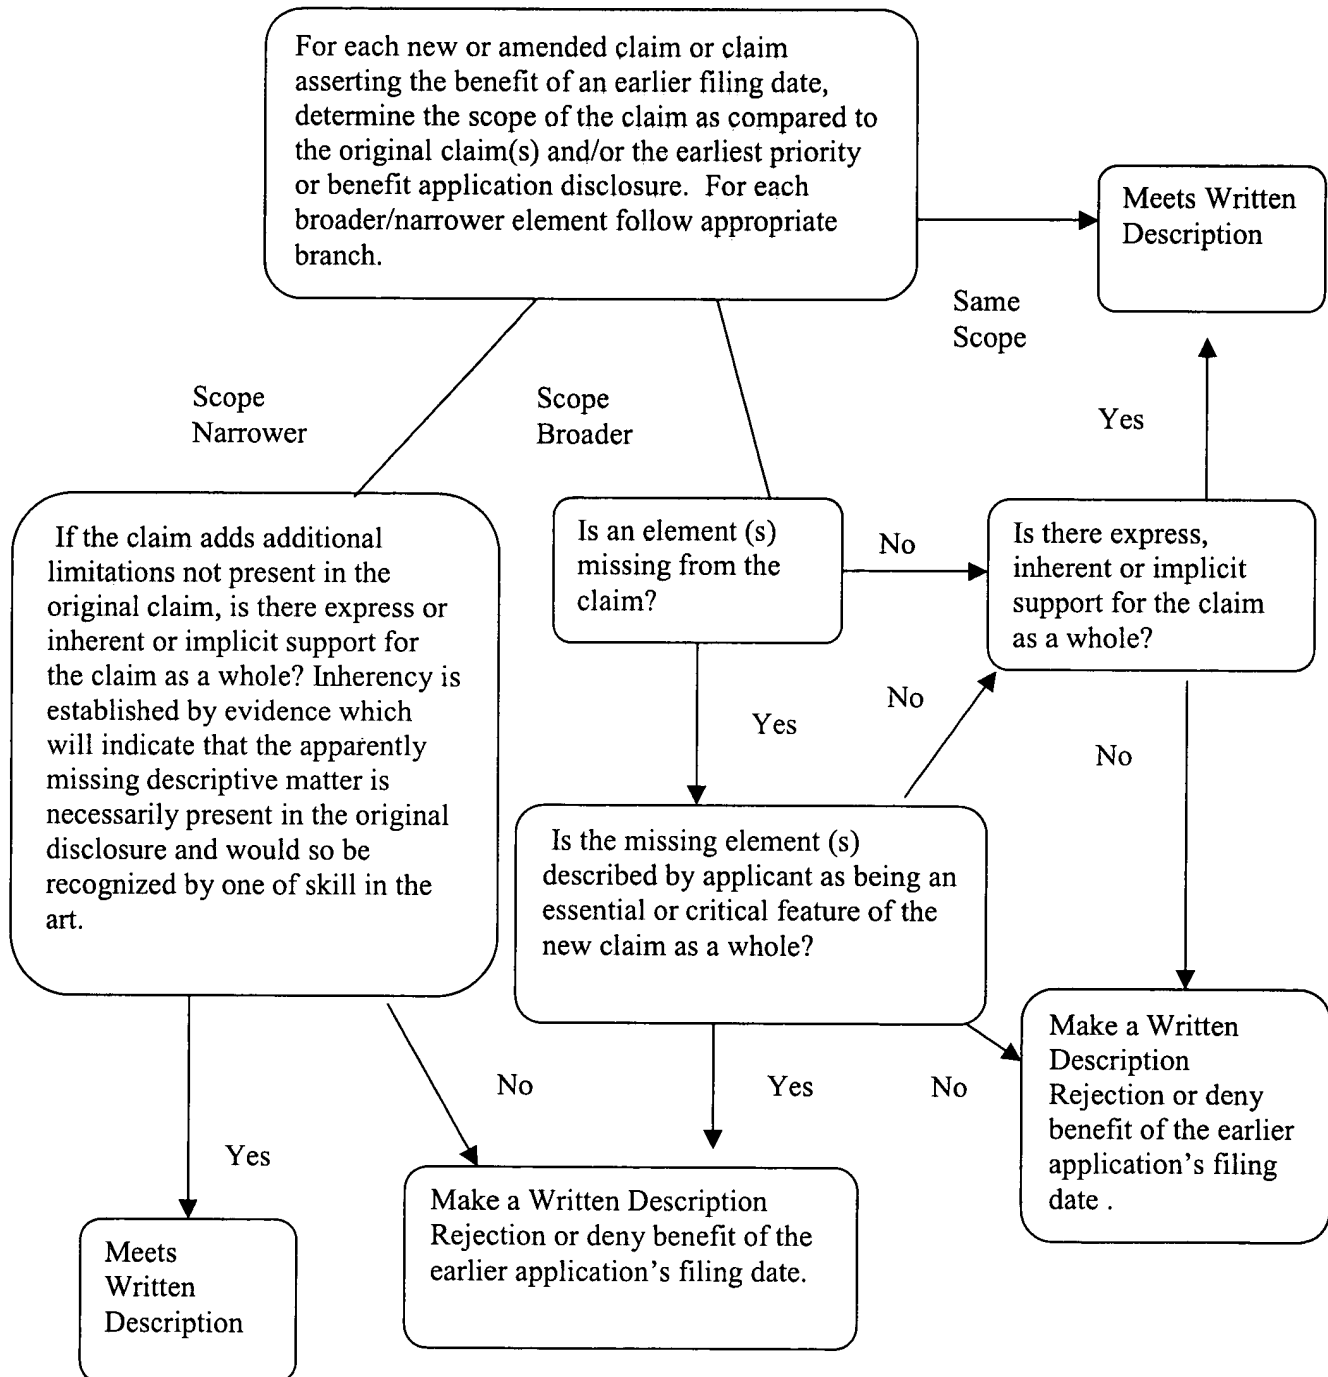 For each new or amended claim or claim
asserting the benefit of an earlier filing date,
determine the scope of the claim as compared to
the original claim(s) and/or the earliest priority
or benefit application disclosure. For each
broader/narrower element follow appropriate
branch.
Meets Written
Description
Same
Scope
Scope
Narrower
Scope
Broader
Yes
If the claim adds additional
limitations not present in the
original claim, is there express or
inherent or implicit support for
the claim as a whole? Inherency is
established by evidence which
will indicate that the apparently
missing descriptive matter is
necessarily present in the original
disclosure and would so be
recognized by one of skill in the
art.
Is an element (s)
missing from the
claim?
No
Is there express,
inherent or implicit
support for the claim
as a whole?
Yes
No
No
Is the missing element (s)
described by applicant as being an
essential or critical feature of the
new claim as a whole?
Make a Written
Description
Rejection or deny
benefit of the earlier
application's filing
date .
No
Yes
No
Yes
Make a Written Description
Rejection or deny benefit of the
earlier application's filing date.
Meets
Written
Description